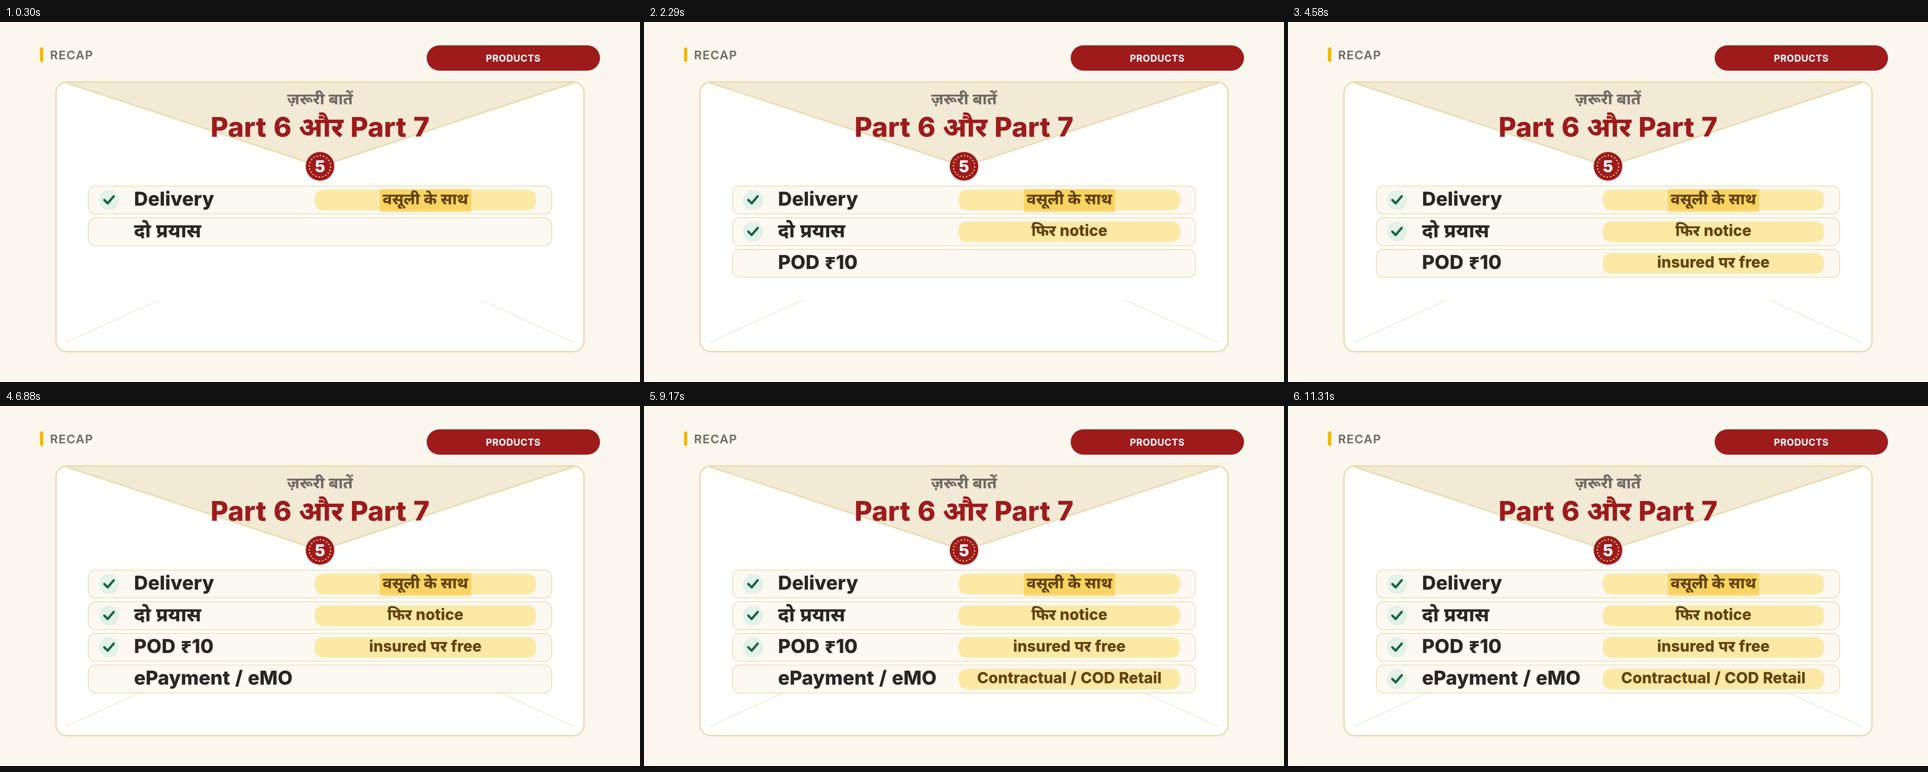 1. 0.30s
RECAP
PRODUCTS
ज़रूरी बातें
Part 6 और Part 7
5
Delivery वसूली के साथ
दो प्रयास
2. 2.29s
RECAP
PRODUCTS
ज़रूरी बातें
Part 6 और Part 7
5
Delivery वसूली के साथ
दो प्रयास फिर notice
POD ₹10
3. 4.58s
RECAP
PRODUCTS
ज़रूरी बातें
Part 6 और Part 7
5
Delivery वसूली के साथ
दो प्रयास फिर notice
POD ₹10 insured पर free
4. 6.88s
RECAP
PRODUCTS
ज़रूरी बातें
Part 6 और Part 7
5
Delivery वसूली के साथ
दो प्रयास फिर notice
POD ₹10 insured पर free
ePayment / eMO
5. 9.17s
RECAP
PRODUCTS
ज़रूरी बातें
Part 6 और Part 7
5
Delivery वसूली के साथ
दो प्रयास फिर notice
POD ₹10 insured पर free
ePayment / eMO Contractual / COD Retail
6. 11.31s
RECAP
PRODUCTS
ज़रूरी बातें
Part 6 और Part 7
5
Delivery वसूली के साथ
दो प्रयास फिर notice
POD ₹10 insured पर free
ePayment / eMO Contractual / COD Retail